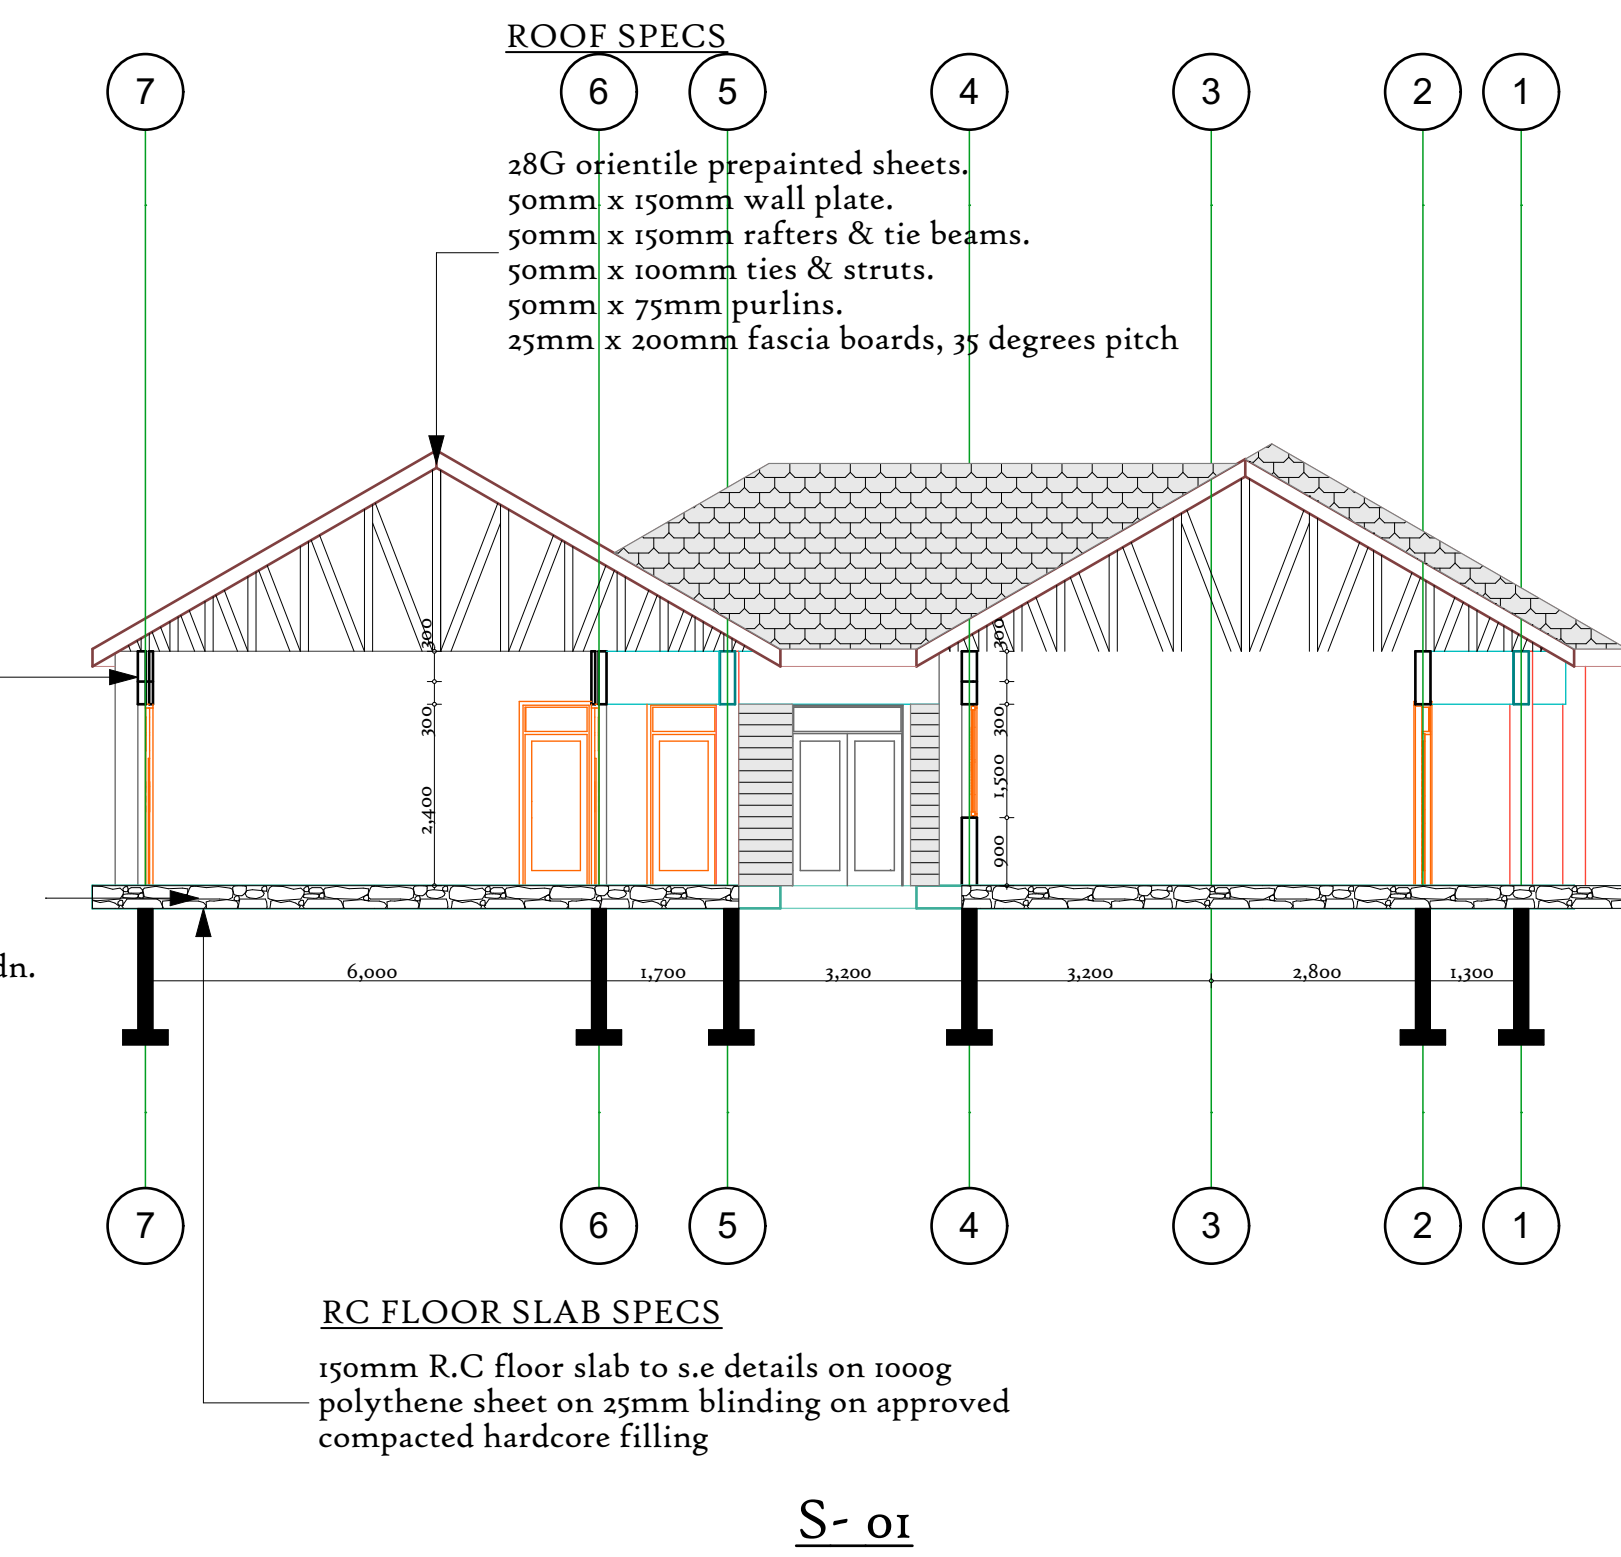 ROOF SPECS
7
6
5
4
3
2
1
28G orientile prepainted sheets.
50mm x 150mm wall plate.
50mm x 150mm rafters & tie beams.
50mm x 100mm ties & struts.
50mm x 75mm purlins.
25mm x 200mm fascia boards, 35 degrees pitch
300
300
2,400
300
300
1,500
900
dn.
6,000
1,700
3,200
3,200
2,800
1,300
7
6
5
4
3
2
1
RC FLOOR SLAB SPECS
150mm R.C floor slab to s.e details on 1000g
polythene sheet on 25mm blinding on approved
compacted hardcore filling
S- 01